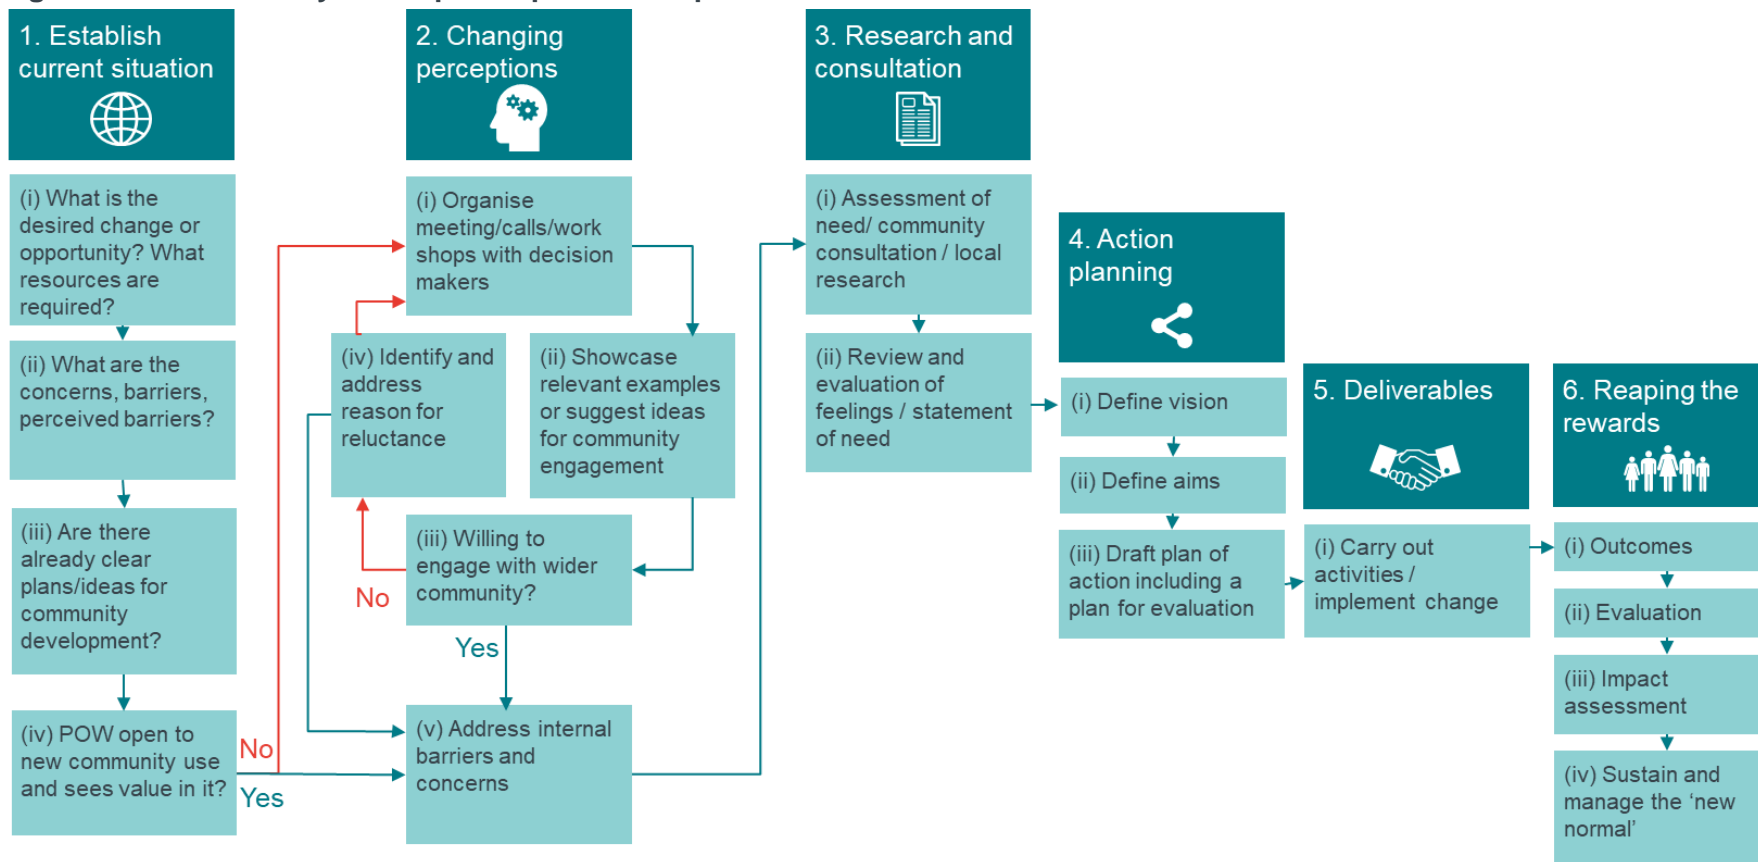 1. Establish
current situation
(i) What is the
desired change or
opportunity? What
resources are
required?
(ii) What are the
concerns, barriers,
perceived barriers?
(iii) Are there
already clear
plans/ideas for
community
development?
(iv) POW open to
new community use
and sees value in it?
No
Yes
2. Changing
perceptions
(i) Organise
meeting/calls/work
shops with decision
makers
(ii) Showcase
relevant examples
or suggest ideas
for community
engagement
(iii) Willing to
engage with wider
community?
No
Yes
(iv) Identify and
address
reason for
reluctance
(v) Address internal
barriers and
concerns
3. Research and
consultation
(i) Assessment of
need/ community
consultation / local
research
(ii) Review and
evaluation of
feelings / statement
of need
4. Action
planning
(i) Define vision
(ii) Define aims
(iii) Draft plan of
action including a
plan for evaluation
5. Deliverables
(i) Carry out
activities /
implement change
6. Reaping the
rewards
(i) Outcomes
(ii) Evaluation
(iii) Impact
assessment
(iv) Sustain and
manage the ‘new
normal’